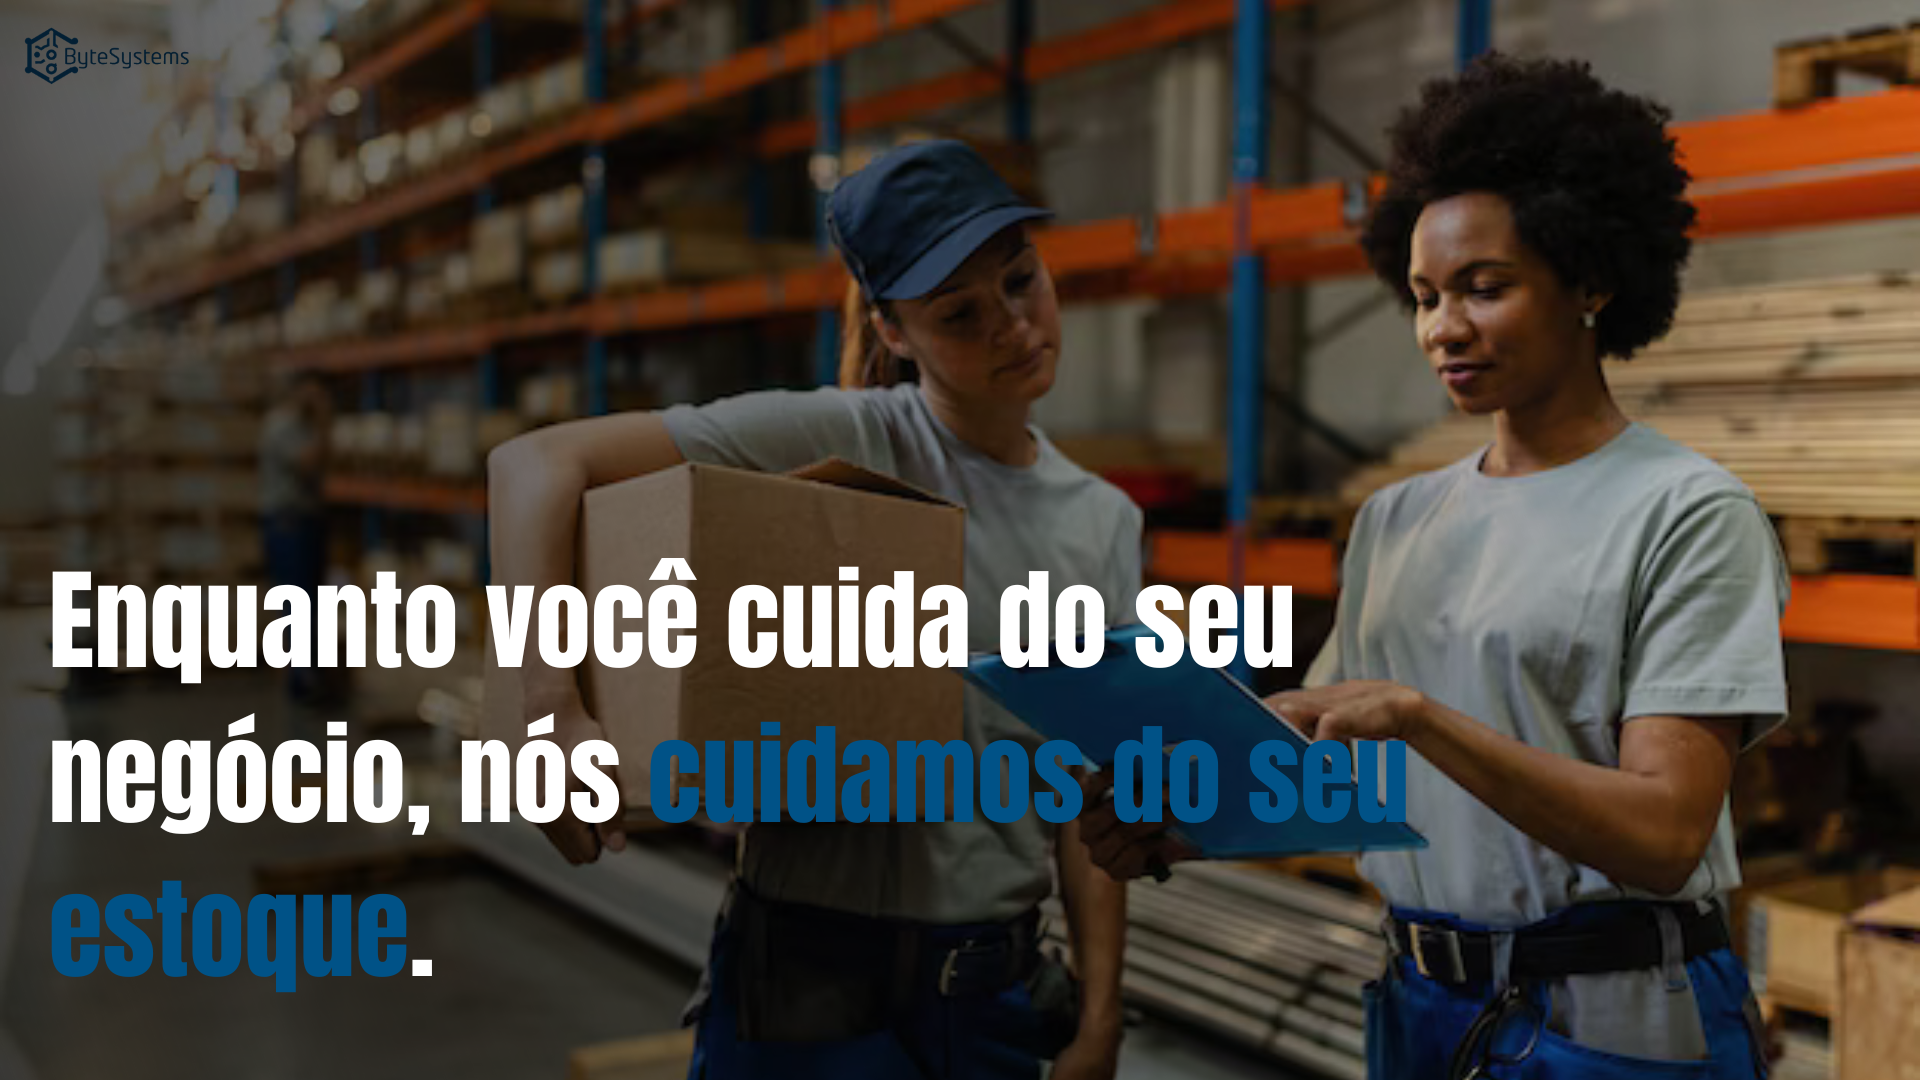 ByteSystems
Enquanto você cuida do seu
negócio, nós cuidamos do seu
estoque.